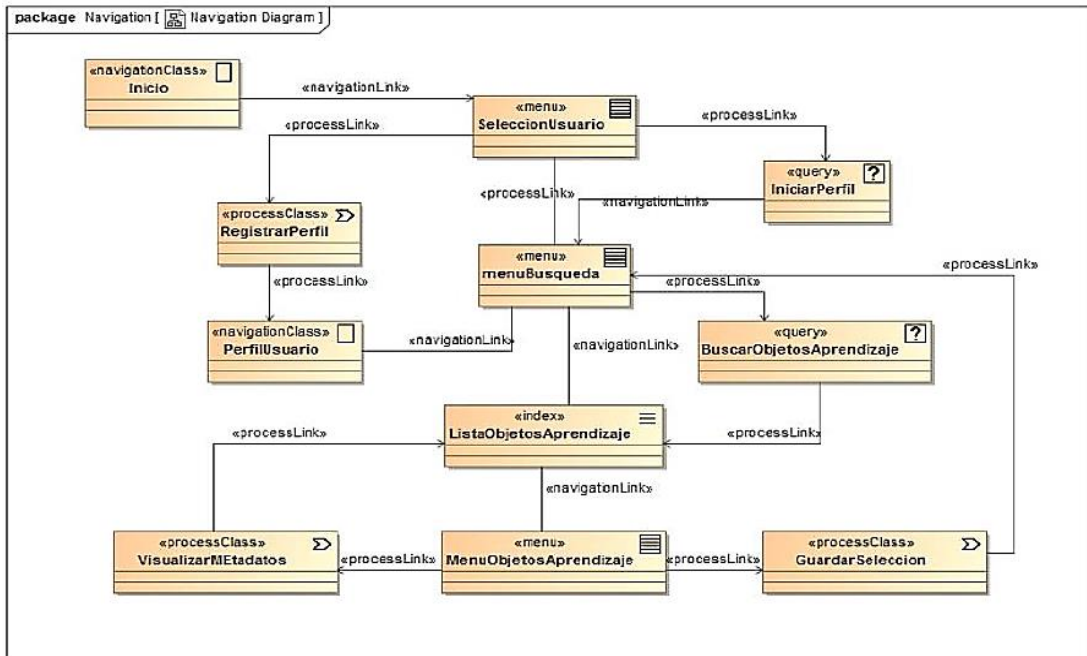 package Navigation [ Navigation Diagram ]
«navigationClass»
Inicio
«navigationLink»
«menu»
SeleccionUsuario
«processLink»
«processLink»
«query»
IniciarPerfil
«processLink»
«navigationLink»
«processClass»
RegistrarPerfil
«menu»
menuBusqueda
«processLink»
«processLink»
«processLink»
«navigationClass»
PerfilUsuario
«navigationLink»
«navigationLink»
«query»
BuscarObjetosAprendizaje
«index»
ListaObjetosAprendizaje
«processLink»
«processLink»
«navigationLink»
«processClass»
VisualizarMEtadatos
«processLink»
«menu»
MenuObjetosAprendizaje
«processLink»
«processClass»
GuardarSeleccion